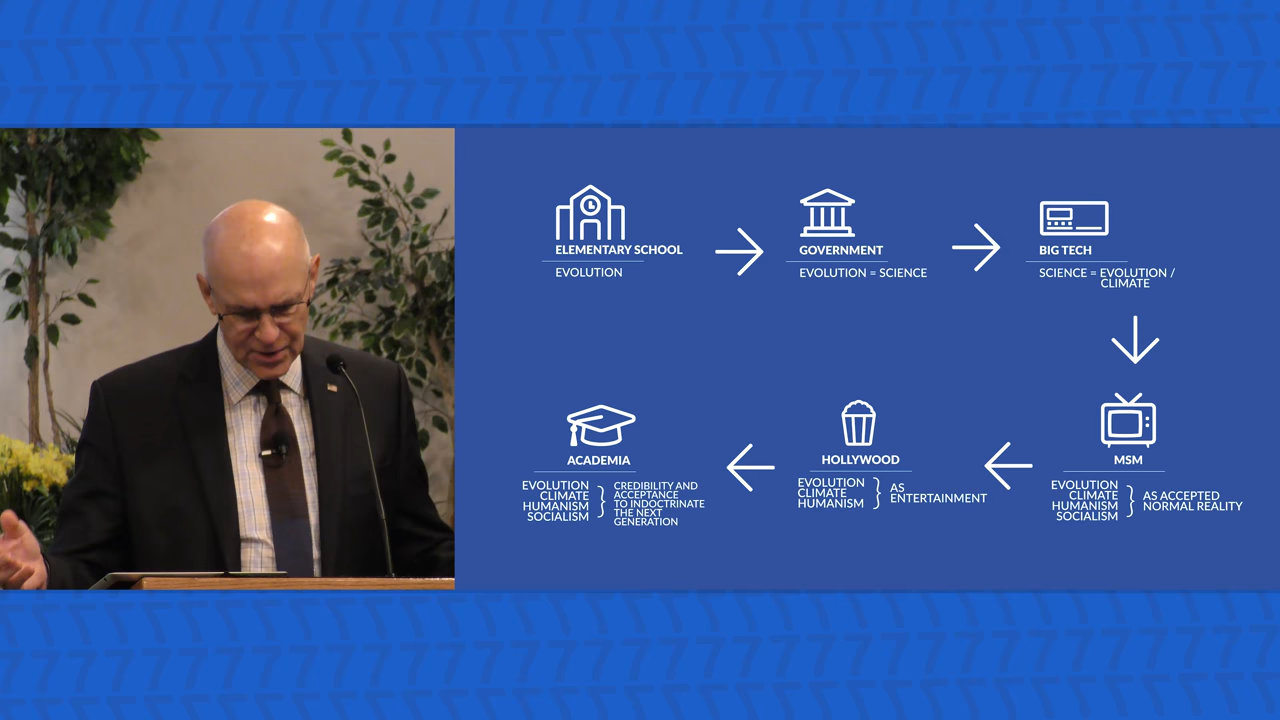 ELEMENTARY SCHOOL
EVOLUTION
GOVERNMENT
EVOLUTION = SCIENCE
BIG TECH
SCIENCE = EVOLUTION /
CLIMATE
ACADEMIA
EVOLUTION
CLIMATE
HUMANISM
SOCIALISM
CREDIBILITY AND
ACCEPTANCE
TO INDOCTRINATE
THE NEXT
GENERATION
HOLLYWOOD
EVOLUTION
CLIMATE
HUMANISM
AS
ENTERTAINMENT
MSM
EVOLUTION
CLIMATE
HUMANISM
SOCIALISM
AS ACCEPTED
NORMAL REALITY